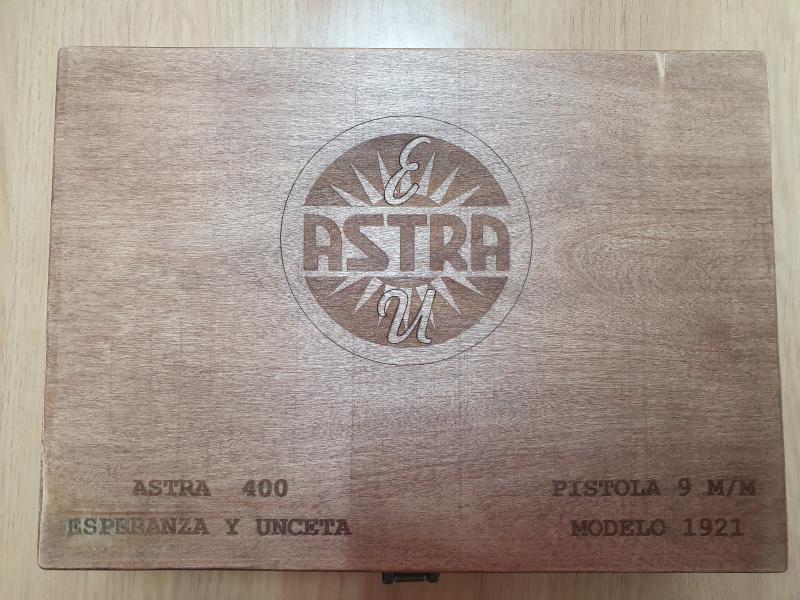 E
ASTRA
U
ASTRA 400
PISTOLA 9 M/M
ESPERANZA Y UNCETA
MODELO 1921